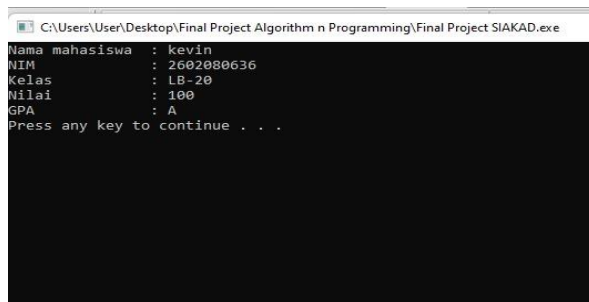 C:\Users\User\Desktop\Final Project Algorithm n Programming\Final Project SIAKAD.exe
Nama mahasiswa : kevin
NIM : 2602080636
Kelas : LB-20
Nilai : 100
GPA : A
Press any key to continue . . .